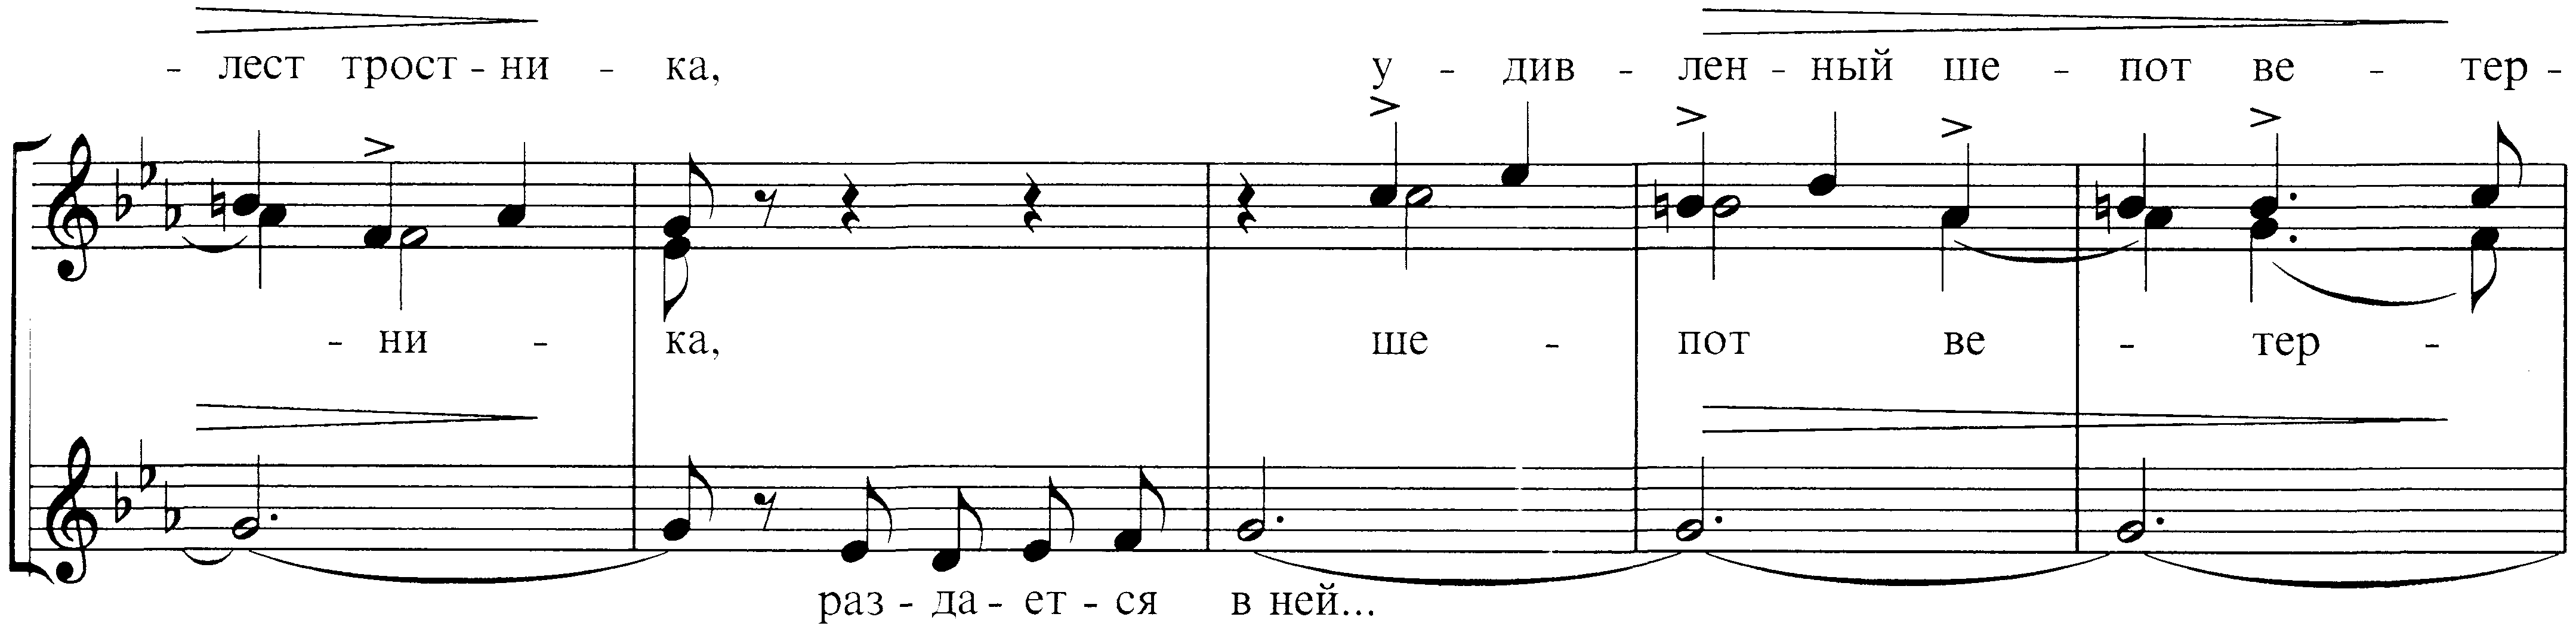 - лест трост - ни - ка, у - див - лен - ный ше - пот ве - тер -
- ни - ка, ше - пот ве - тер -
раз - да - ет - ся в ней...